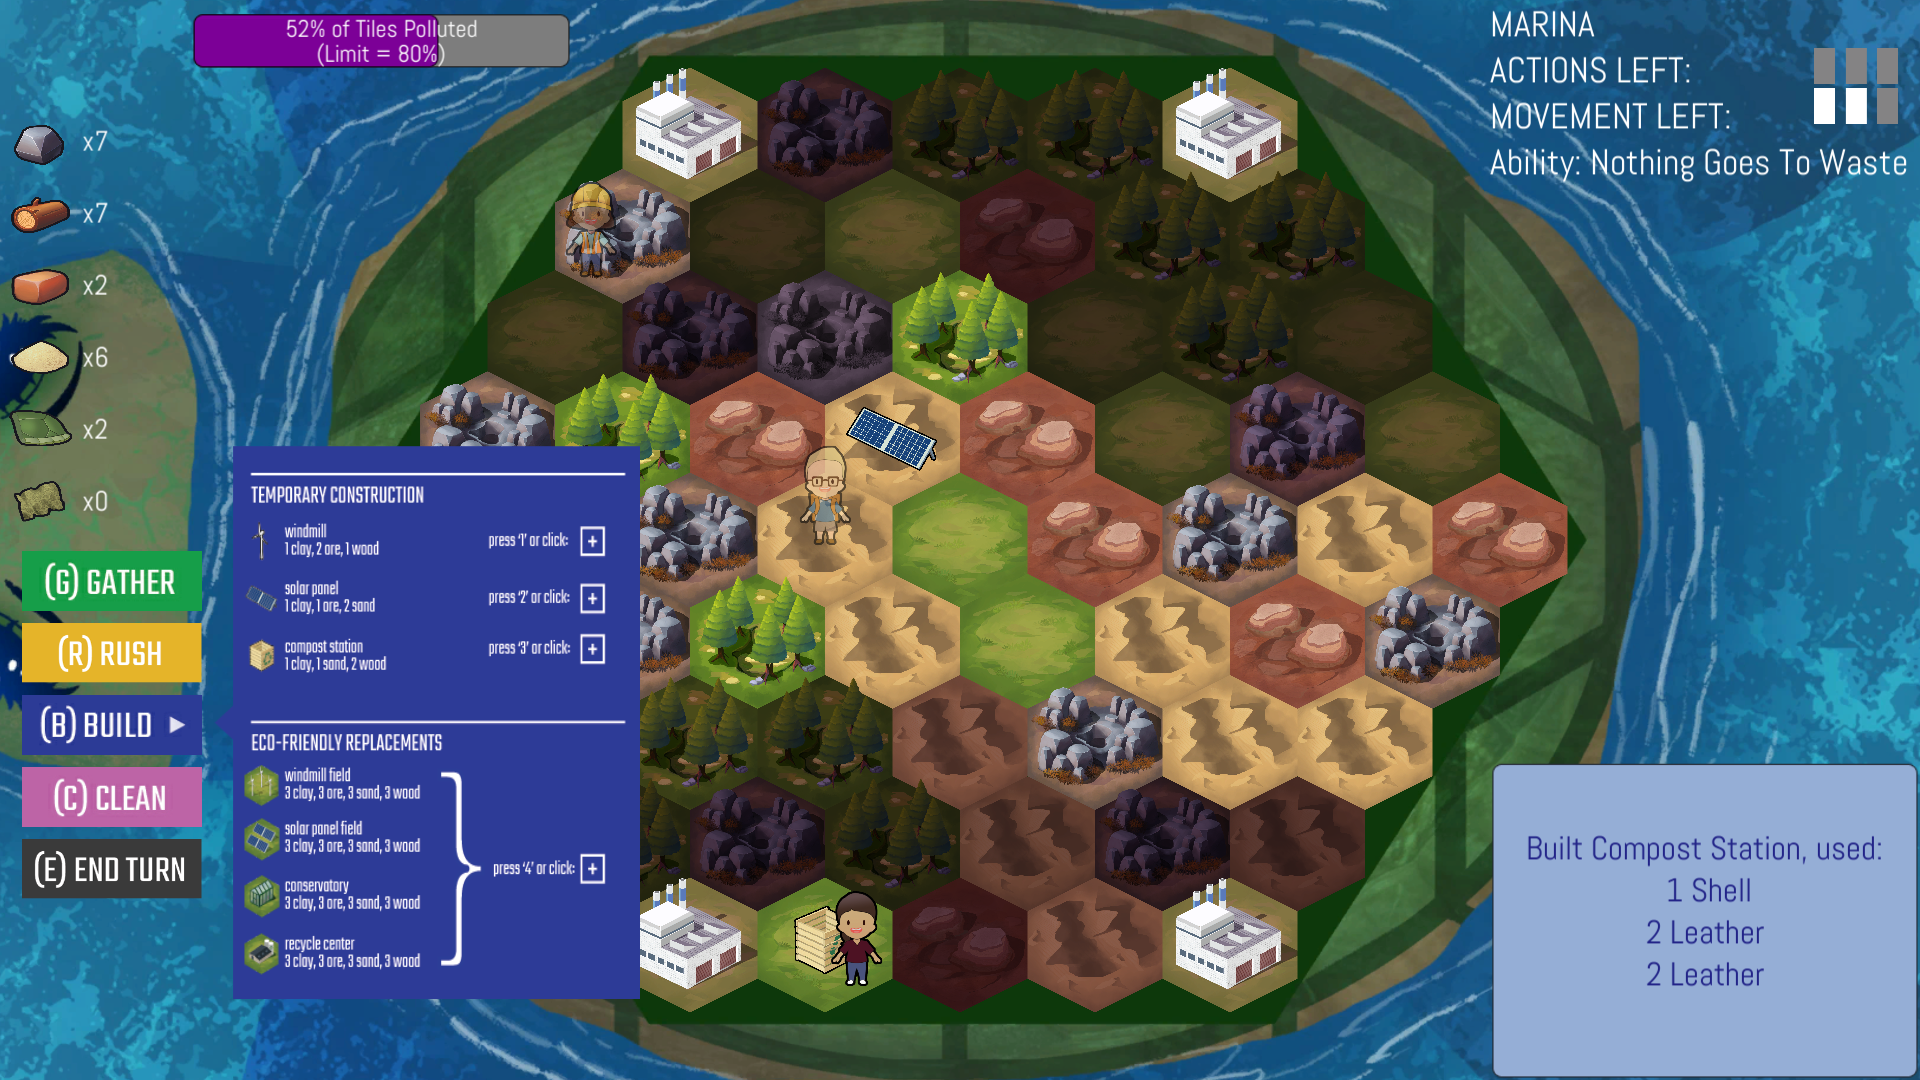 52% of Tiles Polluted
(Limit = 80%)
MARINA
ACTIONS LEFT:
MOVEMENT LEFT:
Ability: Nothing Goes To Waste
x7
x7
x2
x6
x2
x0
(G) GATHER
(R) RUSH
(B) BUILD
(C) CLEAN
(E) END TURN
TEMPORARY CONSTRUCTION
windmill
1 clay, 2 ore, 1 wood
press '1' or click:
solar panel
1 clay, 1 ore, 2 sand
press '2' or click:
compost station
1 clay, 1 sand, 2 wood
press '3' or click:
ECO-FRIENDLY REPLACEMENTS
windmill field
3 clay, 3 ore, 3 sand, 3 wood
solar panel field
3 clay, 3 ore, 3 sand, 3 wood
conservatory
3 clay, 3 ore, 3 sand, 3 wood
recycle center
3 clay, 3 ore, 3 sand, 3 wood
press '4' or click:
Built Compost Station, used:
1 Shell
2 Leather
2 Leather